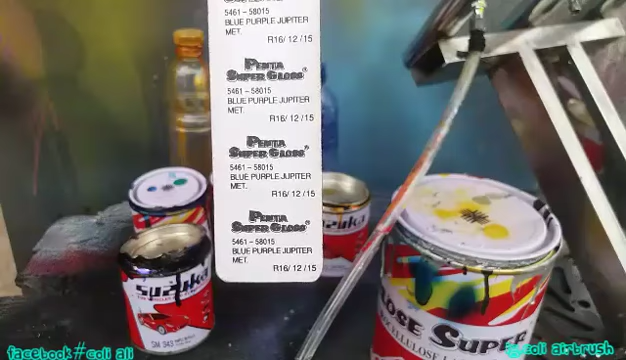 5461-58015
BLUE PURPLE JUPITER
MET.
R16/12/15
PENTA
SUPER GLOSS®
5461-58015
BLUE PURPLE JUPITER
MET.
R16/12/15
PENTA
SUPER GLOSS®
5461-58015
BLUE PURPLE JUPITER
MET.
R16/12/15
PENTA
SUPER GLOSS®
5461-58015
BLUE PURPLE JUPITER
MET.
R16/12/15
suzuka
suzuka
SM 343
LOSE SUPER
facebook#coli ali
coli airbrush